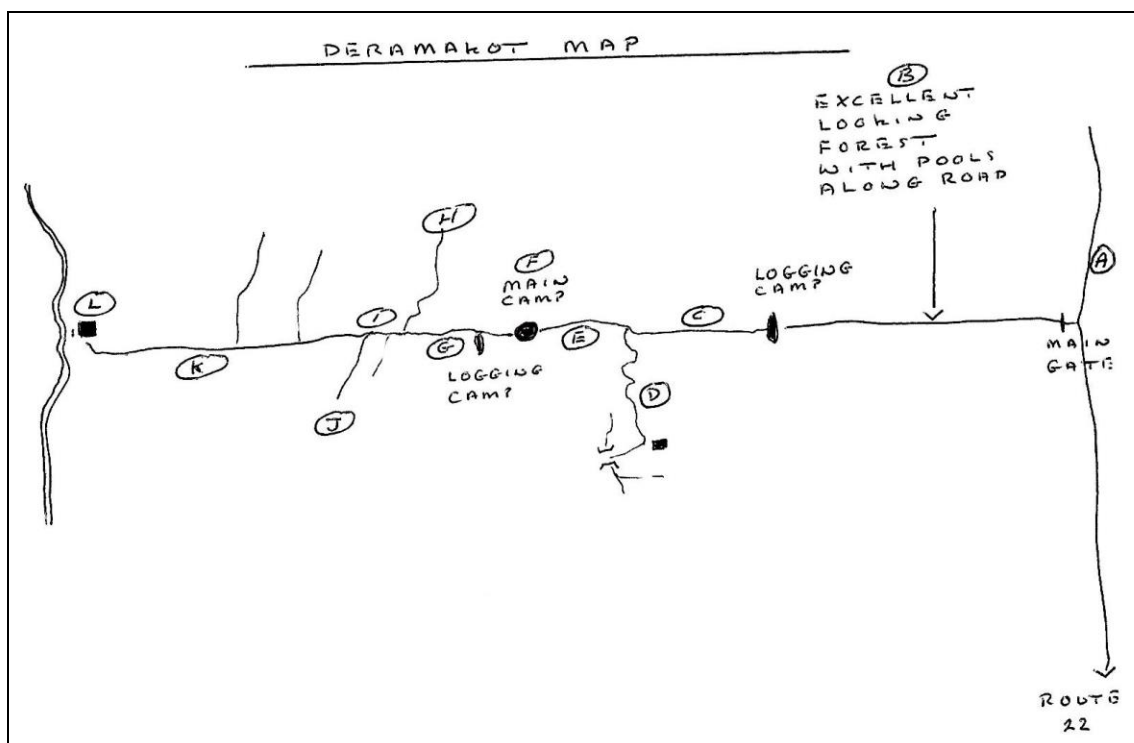 DERAMAKOT MAP
B
EXCELLENT
LOOKING
FOREST
WITH POOLS
ALONG ROAD
H
A
F
MAIN
CAMP
LOGGING
CAMP
L
I
C
G
E
K
LOGGING
CAMP
MAIN
GATE
D
J
ROUTE
22